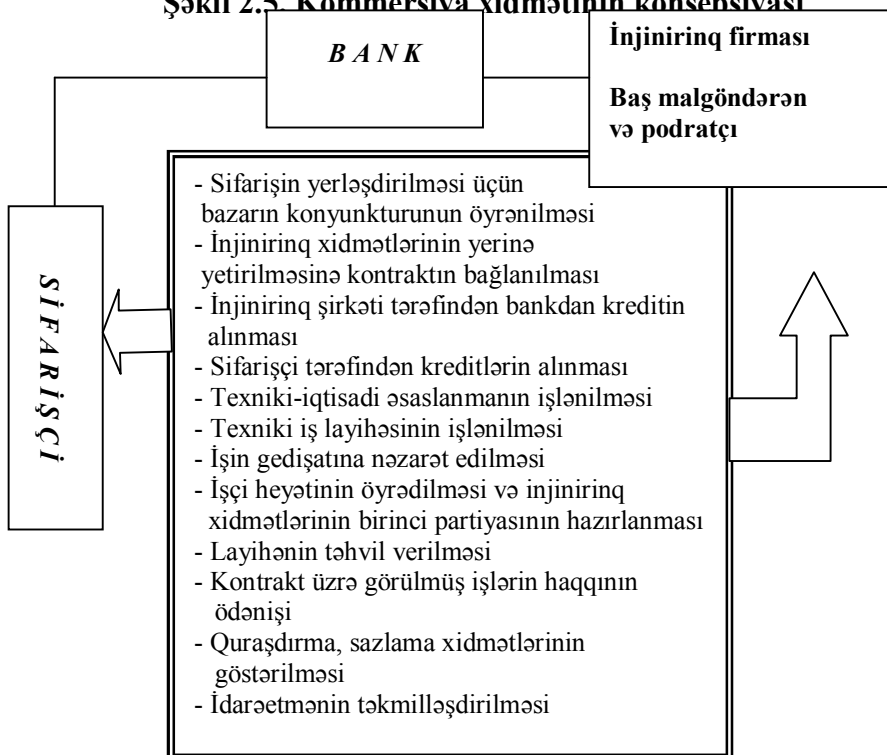 Şəkil 2.5. Kommersiya xidmətinin konsepsiyası
B A N K
İnjinirinq firması
Baş malgöndərən
və podratçı
S İ F A R İ Ş Ç İ
- Sifarişin yerləşdirilməsi üçün
bazarın konyunkturunun öyrənilməsi
- İnjinirinq xidmətlərinin yerinə
yetirilməsinə kontraktın bağlanılması
- İnjinirinq şirkəti tərəfindən bankdan kreditin
alınması
- Sifarişçi tərəfindən kreditlərin alınması
- Texniki-iqtisadi əsaslanmanın işlənilməsi
- Texniki iş layihəsinin işlənilməsi
- İşin gedişatına nəzarət edilməsi
- İşçi heyətinin öyrədilməsi və injinirinq
xidmətlərinin birinci partiyasının hazırlanması
- Layihənin təhvil verilməsi
- Kontrakt üzrə görülmüş işlərin haqqının
ödənişi
- Quraşdırma, sazlama xidmətlərinin
göstərilməsi
- İdarəetmənin təkmilləşdirilməsi